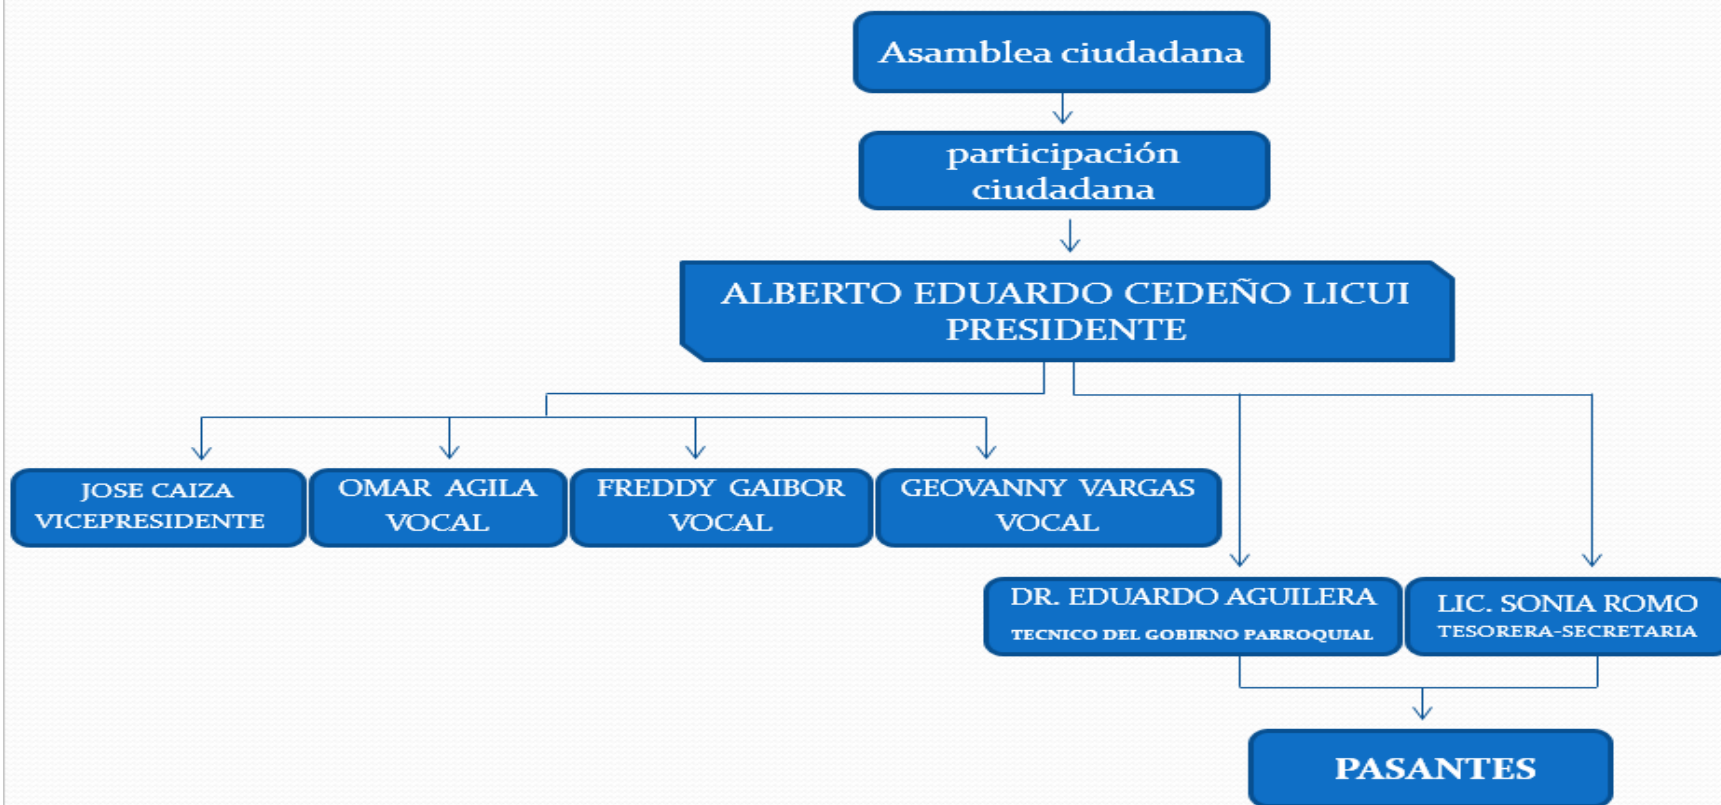 Asamblea ciudadana
participación
ciudadana
ALBERTO EDUARDO CEDEÑO LICUI
PRESIDENTE
JOSE CAIZA
VICEPRESIDENTE
OMAR AGILA
VOCAL
FREDDY GAIBOR
VOCAL
GEOVANNY VARGAS
VOCAL
DR. EDUARDO AGUILERA
TECNICO DEL GOBIRNO PARROQUIAL
LIC. SONIA ROMO
TESORERA-SECRETARIA
PASANTES